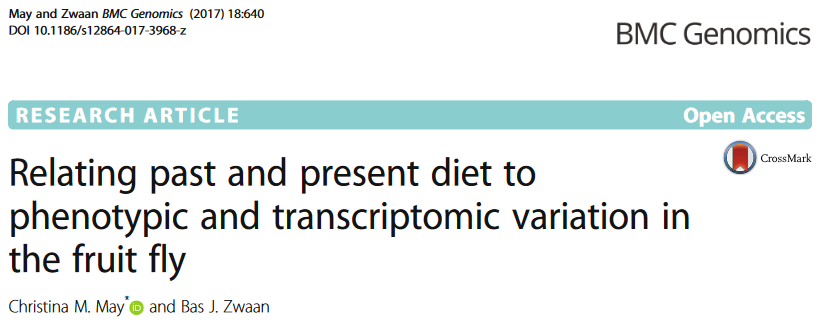 May and Zwaan BMC Genomics (2017) 18:640
DOI 10.1186/s12864-017-3968-z
BMC Genomics
RESEARCH ARTICLE
Open Access
CrossMark
Relating past and present diet to
phenotypic and transcriptomic variation in
the fruit fly
Christina M. May* iD and Bas J. Zwaan